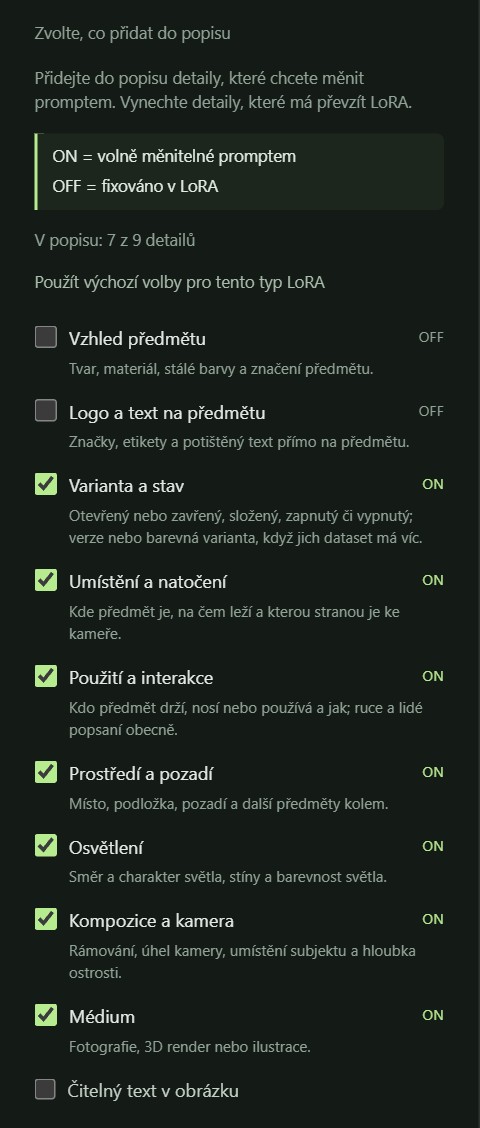 Zvolte, co přidat do popisu
Přidejte do popisu detaily, které chcete měnit
promptem. Vynechte detaily, které má převzít LoRA.
ON = volně měnitelné promptem
OFF = fixováno v LoRA
V popisu: 7 z 9 detailů
Použít výchozí volby pro tento typ LoRA
Vzhled předmětu OFF
Tvar, materiál, stálé barvy a značení předmětu.
Logo a text na předmětu OFF
Značky, etikety a potištěný text přímo na předmětu.
Varianta a stav ON
Otevřený nebo zavřený, složený, zapnutý či vypnutý;
verze nebo barevná varianta, když jich dataset má víc.
Umístění a natočení ON
Kde předmět je, na čem leží a kterou stranou je ke
kameře.
Použití a interakce ON
Kdo předmět drží, nosí nebo používá a jak; ruce a lidé
popsaní obecně.
Prostředí a pozadí ON
Místo, podložka, pozadí a další předměty kolem.
Osvětlení ON
Směr a charakter světla, stíny a barevnost světla.
Kompozice a kamera ON
Rámování, úhel kamery, umístění subjektu a hloubka
ostrosti.
Médium ON
Fotografie, 3D render nebo ilustrace.
Čitelný text v obrázku